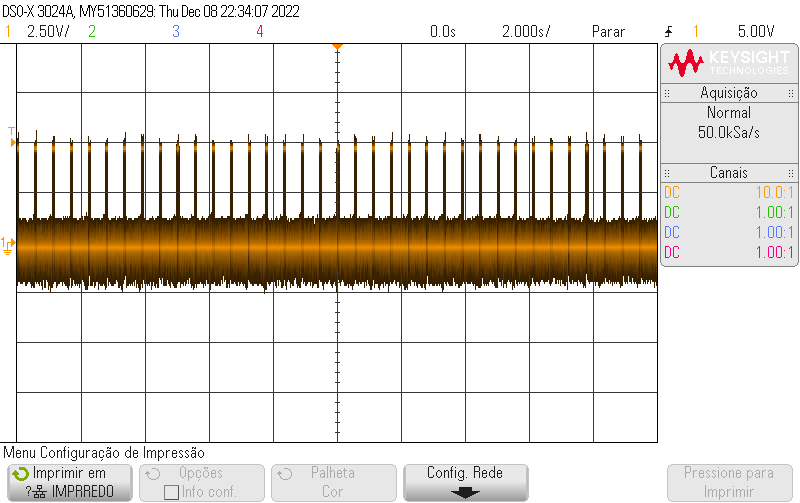 DSO-X 3024A, MY51360629: Thu Dec 08 22:34:07 2022
1 2.50V/ 2 3 4 0.0s 2.000s/ Parar 1 5.00V
KEYSIGHT
TECHNOLOGIES
Aquisição
Normal
50.0kSa/s
Canais
DC 10.0:1
DC 1.00:1
DC 1.00:1
DC 1.00:1
T
1
Menu Configuração de Impressão
Imprimir em
? IMPRREDO
Opções
Info conf.
Palheta
Cor
Config. Rede
Pressione para
Imprimir